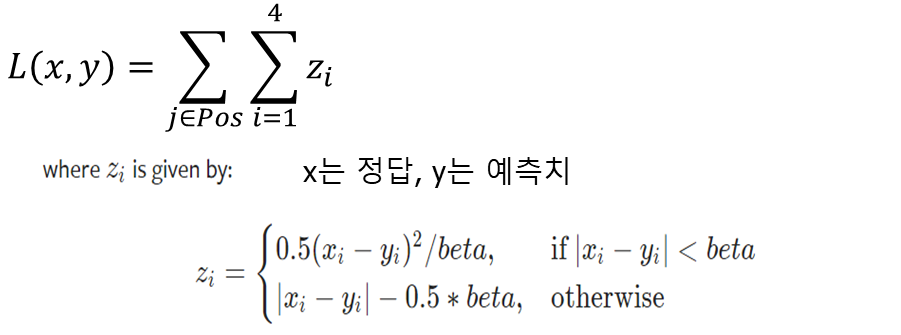 L(x, y) = ∑_{j∈Pos} ∑_{i=1}^{4} z_i
where z_i is given by: x는 정답, y는 예측치
z_i = { 0.5(x_i − y_i)²/beta, if |x_i − y_i| < beta
|x_i − y_i| − 0.5 * beta, otherwise